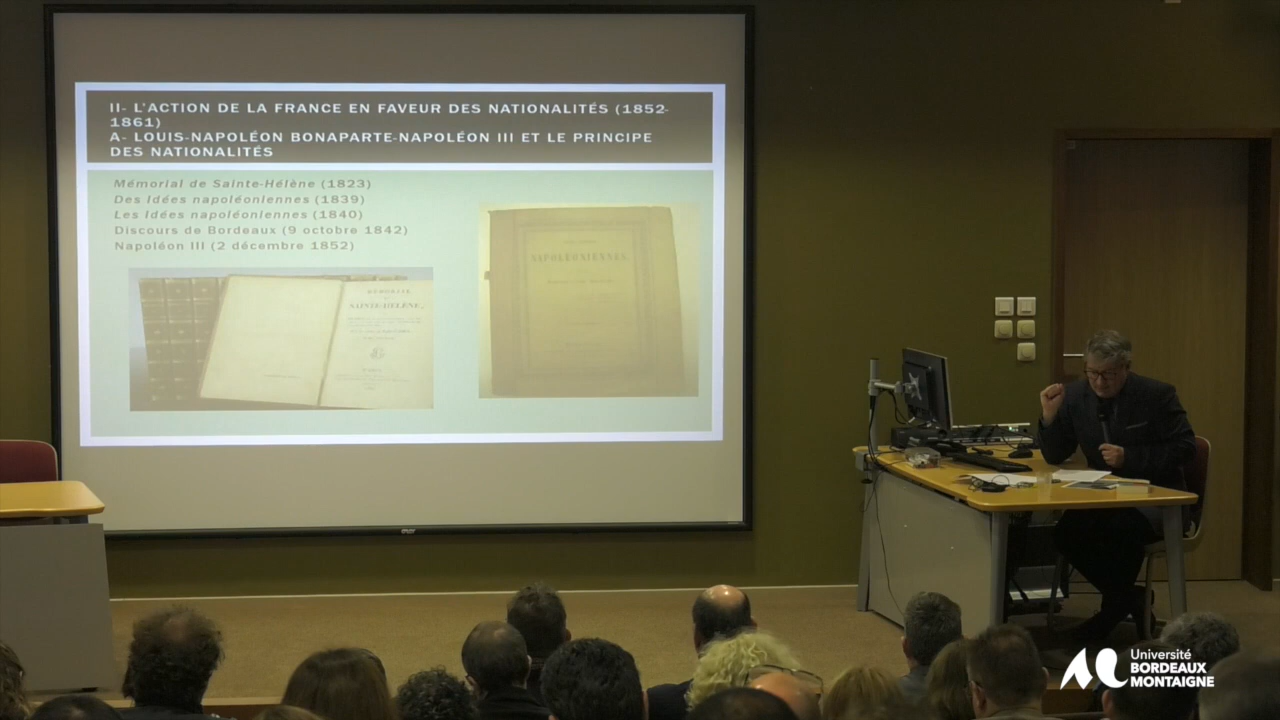 II- L'ACTION DE LA FRANCE EN FAVEUR DES NATIONALITÉS (1852-
1861)
A- LOUIS-NAPOLÉON BONAPARTE-NAPOLÉON III ET LE PRINCIPE
DES NATIONALITÉS
Mémorial de Sainte-Hélène (1823)
Des Idées napoléoniennes (1839)
Les Idées napoléoniennes (1840)
Discours de Bordeaux (9 octobre 1842)
Napoléon III (2 décembre 1852)
MÉMORIAL
DE
SAINTE-HÉLÈNE,
NAPOLÉONIENNES,
Université
BORDEAUX
MONTAIGNE